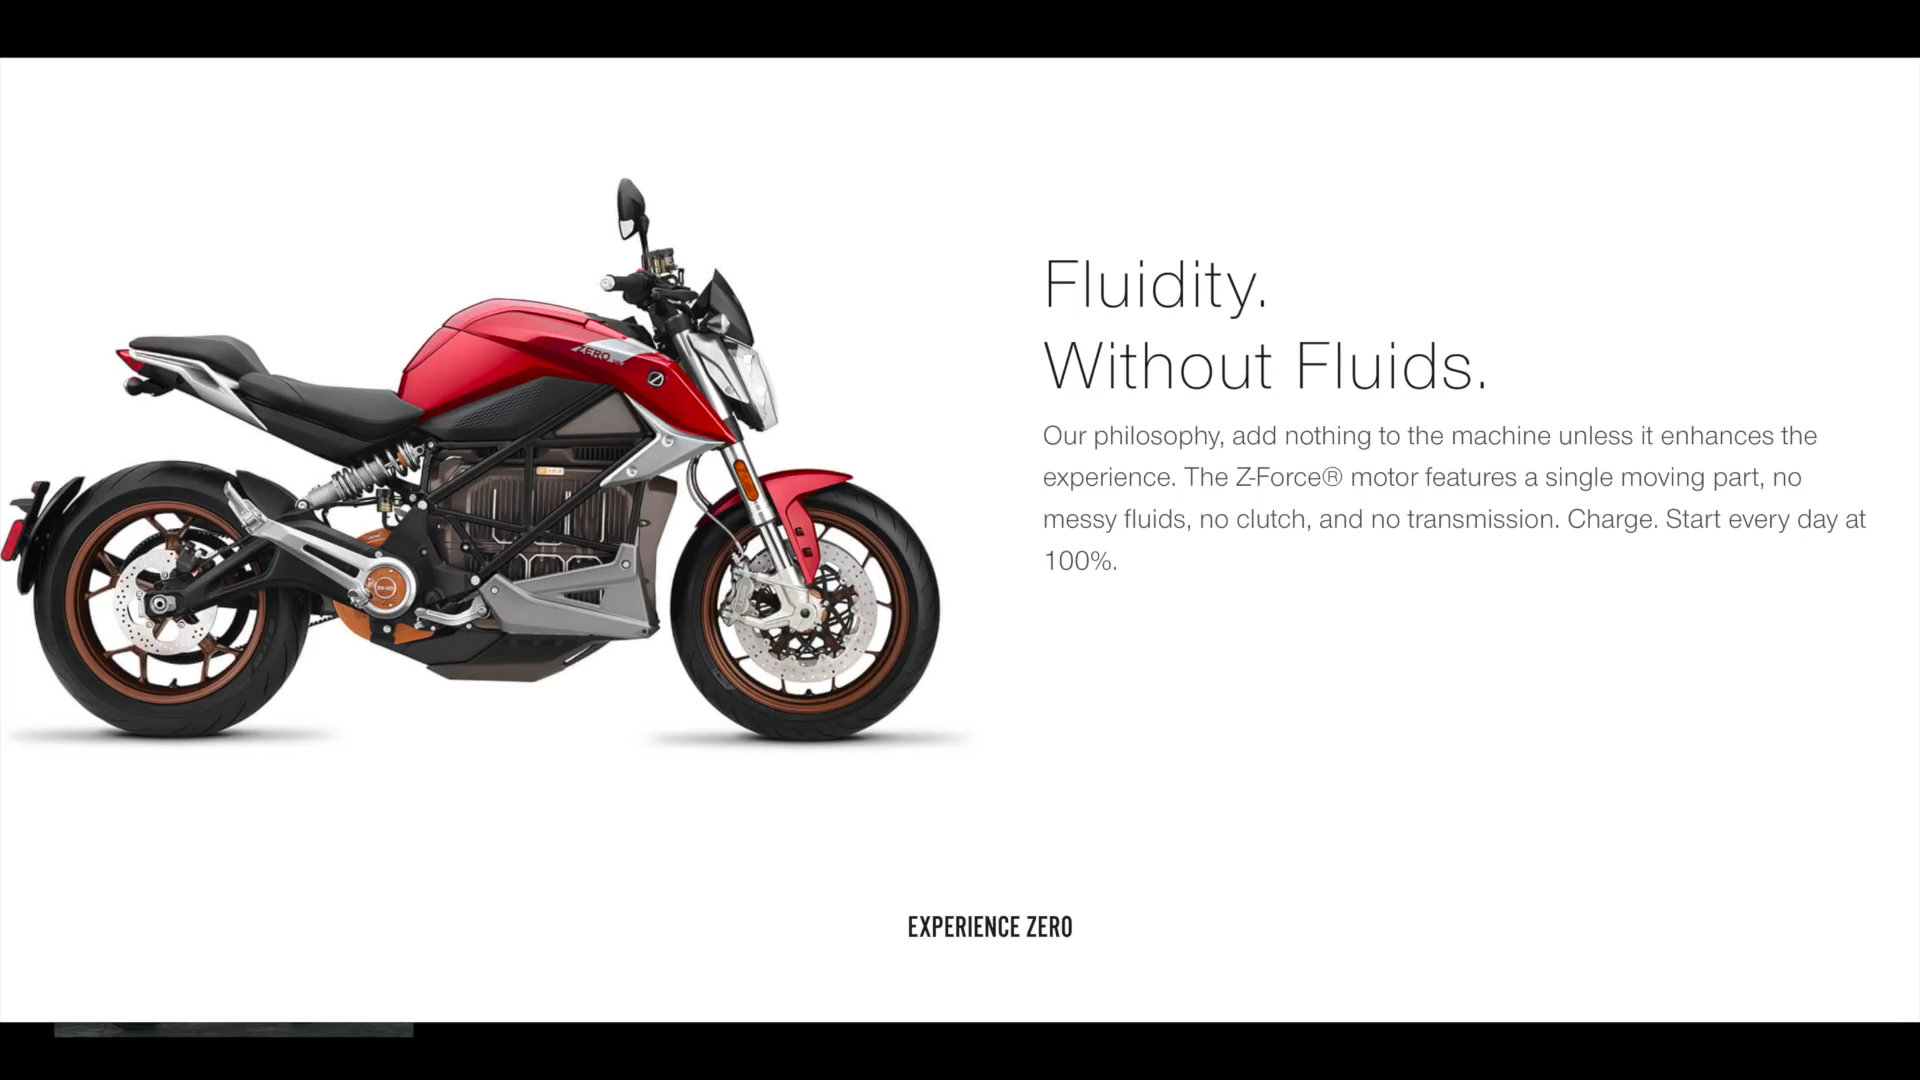 ZERO
Fluidity.
Without Fluids.
Our philosophy, add nothing to the machine unless it enhances the
experience. The Z-Force® motor features a single moving part, no
messy fluids, no clutch, and no transmission. Charge. Start every day at
100%.
EXPERIENCE ZERO